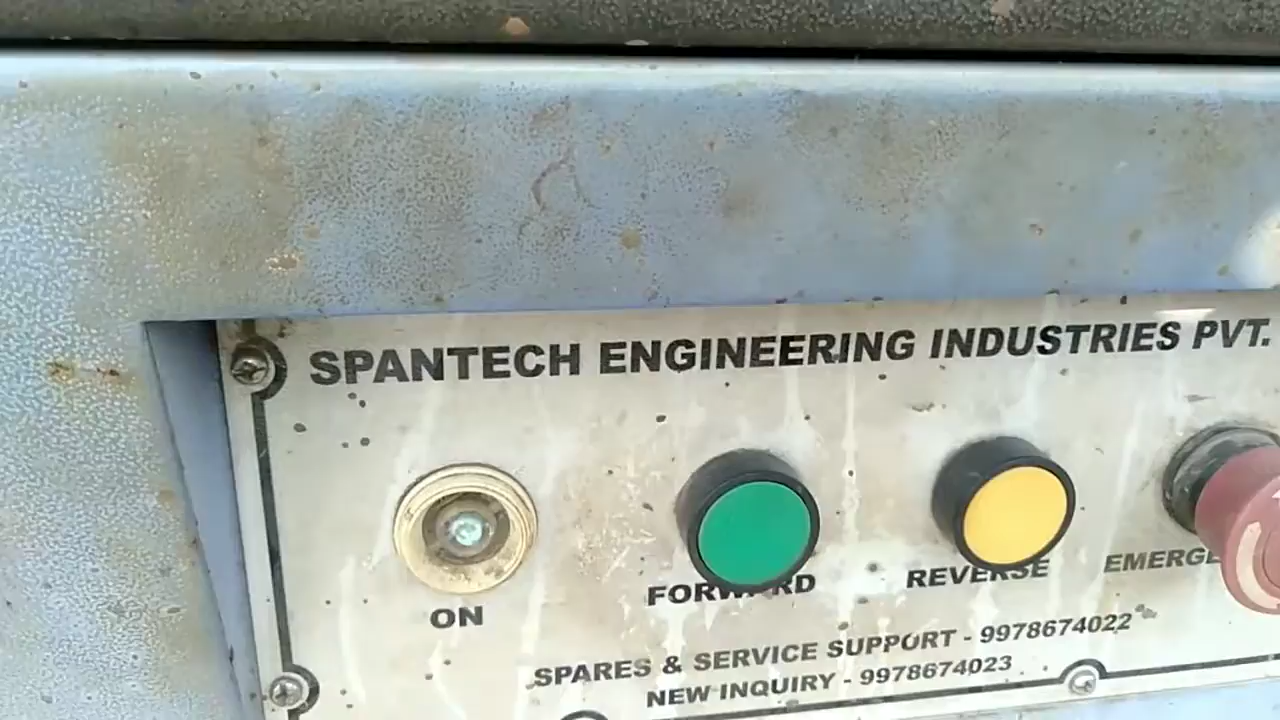 SPANTECH ENGINEERING INDUSTRIES PVT.
ON
FORWARD
REVERSE
SPARES & SERVICE SUPPORT - 9978674022
NEW INQUIRY - 9978674023